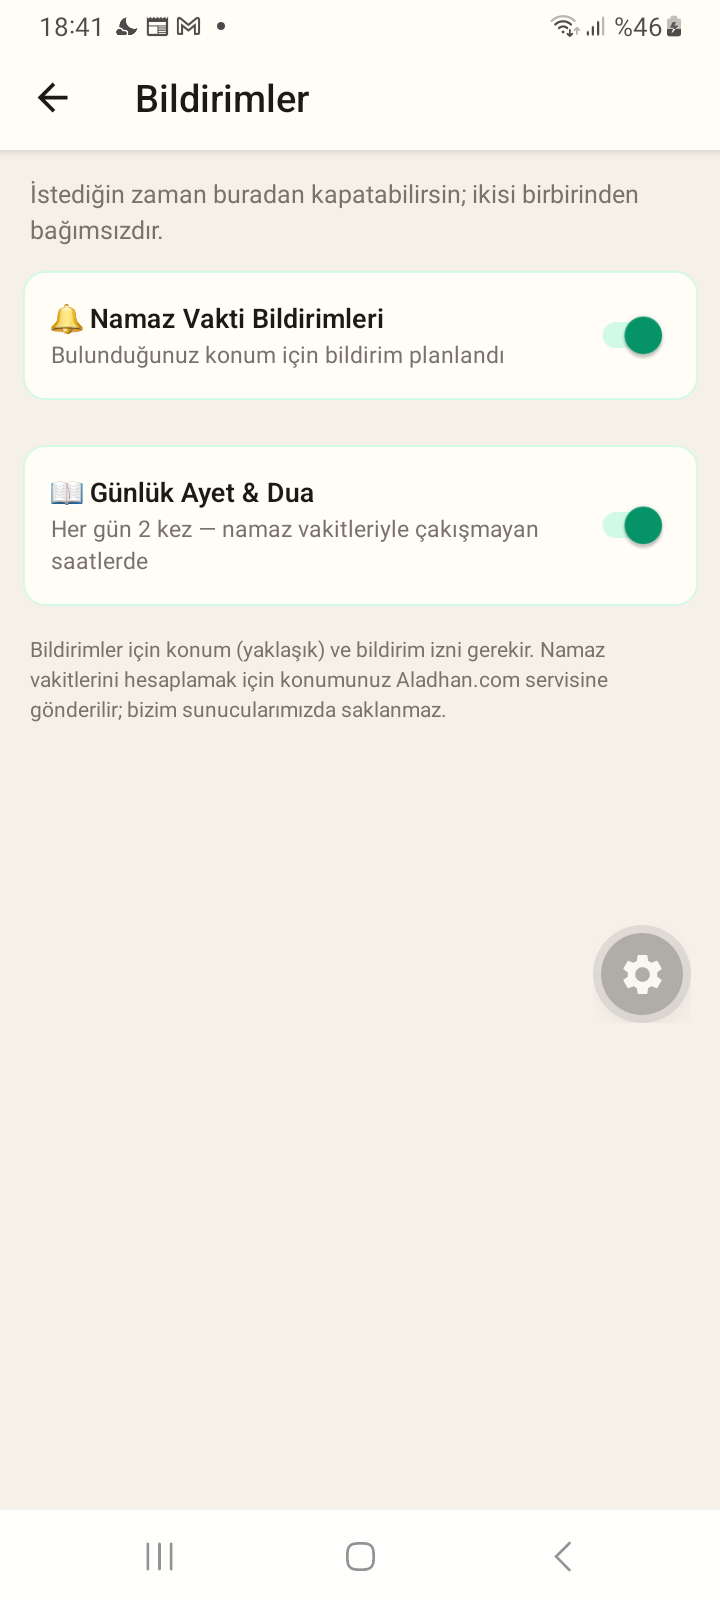 18:41
%46
Bildirimler
İstediğin zaman buradan kapatabilirsin; ikisi birbirinden
bağımsızdır.
🔔 Namaz Vakti Bildirimleri
Bulunduğunuz konum için bildirim planlandı
📖 Günlük Ayet & Dua
Her gün 2 kez — namaz vakitleriyle çakışmayan
saatlerde
Bildirimler için konum (yaklaşık) ve bildirim izni gerekir. Namaz
vakitlerini hesaplamak için konumunuz Aladhan.com servisine
gönderilir; bizim sunucularımızda saklanmaz.